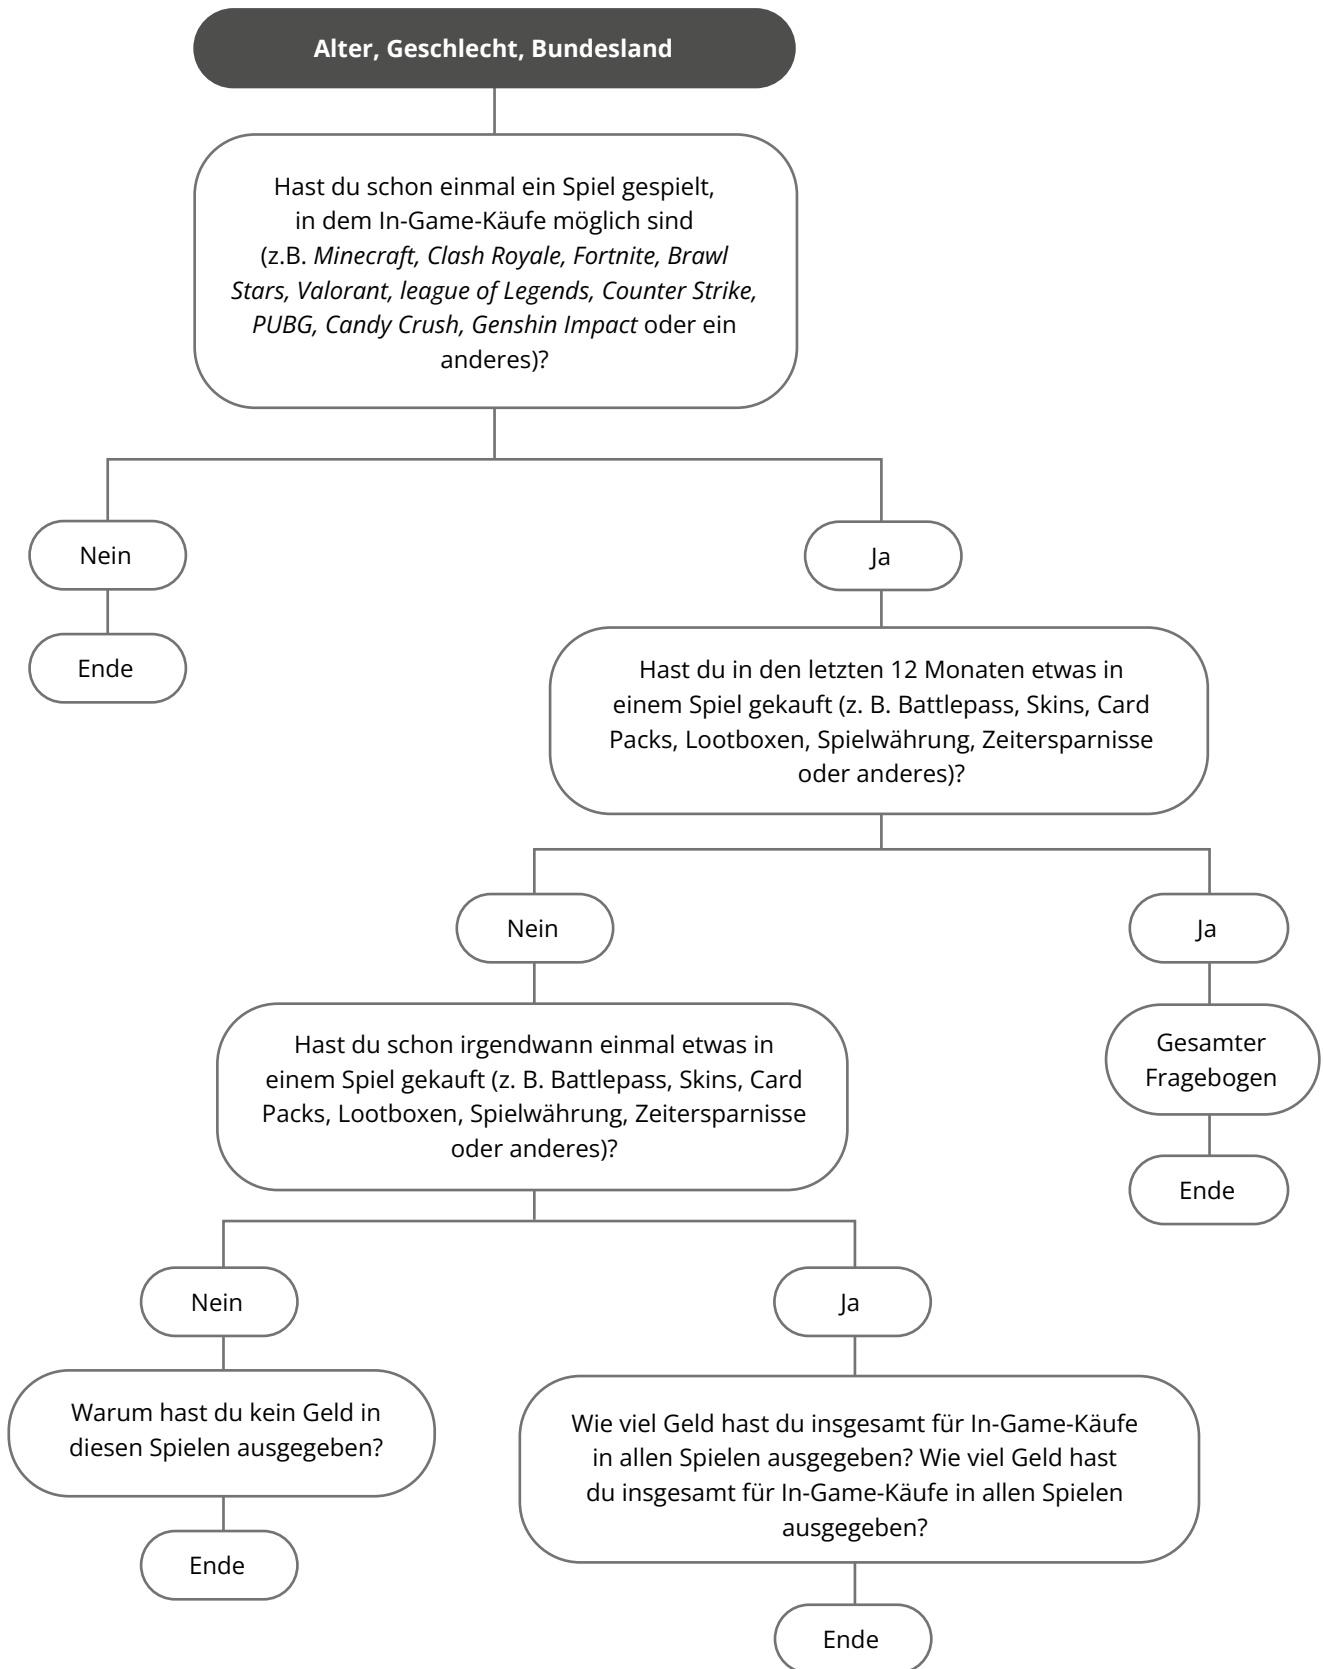 Alter, Geschlecht, Bundesland
Hast du schon einmal ein Spiel gespielt,
in dem In-Game-Käufe möglich sind
(z.B. Minecraft, Clash Royale, Fortnite, Brawl
Stars, Valorant, league of Legends, Counter Strike,
PUBG, Candy Crush, Genshin Impact oder ein
anderes)?
Nein
Ja
Ende
Hast du in den letzten 12 Monaten etwas in
einem Spiel gekauft (z. B. Battlepass, Skins, Card
Packs, Lootboxen, Spielwährung, Zeitersparnisse
oder anderes)?
Nein
Ja
Hast du schon irgendwann einmal etwas in
einem Spiel gekauft (z. B. Battlepass, Skins, Card
Packs, Lootboxen, Spielwährung, Zeitersparnisse
oder anderes)?
Gesamter
Fragebogen
Ende
Nein
Ja
Warum hast du kein Geld in
diesen Spielen ausgegeben?
Ende
Wie viel Geld hast du insgesamt für In-Game-Käufe
in allen Spielen ausgegeben? Wie viel Geld hast
du insgesamt für In-Game-Käufe in allen Spielen
ausgegeben?
Ende